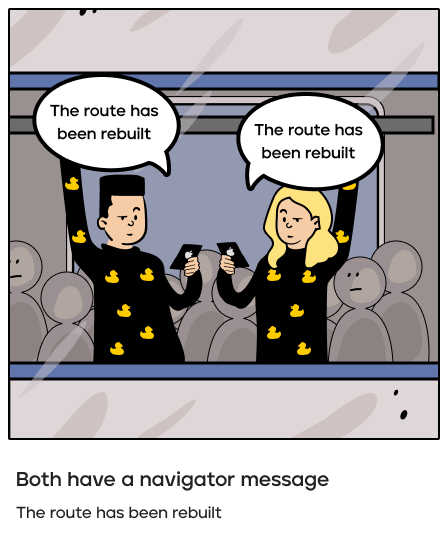 The route has
been rebuilt
The route has
been rebuilt
Both have a navigator message
The route has been rebuilt